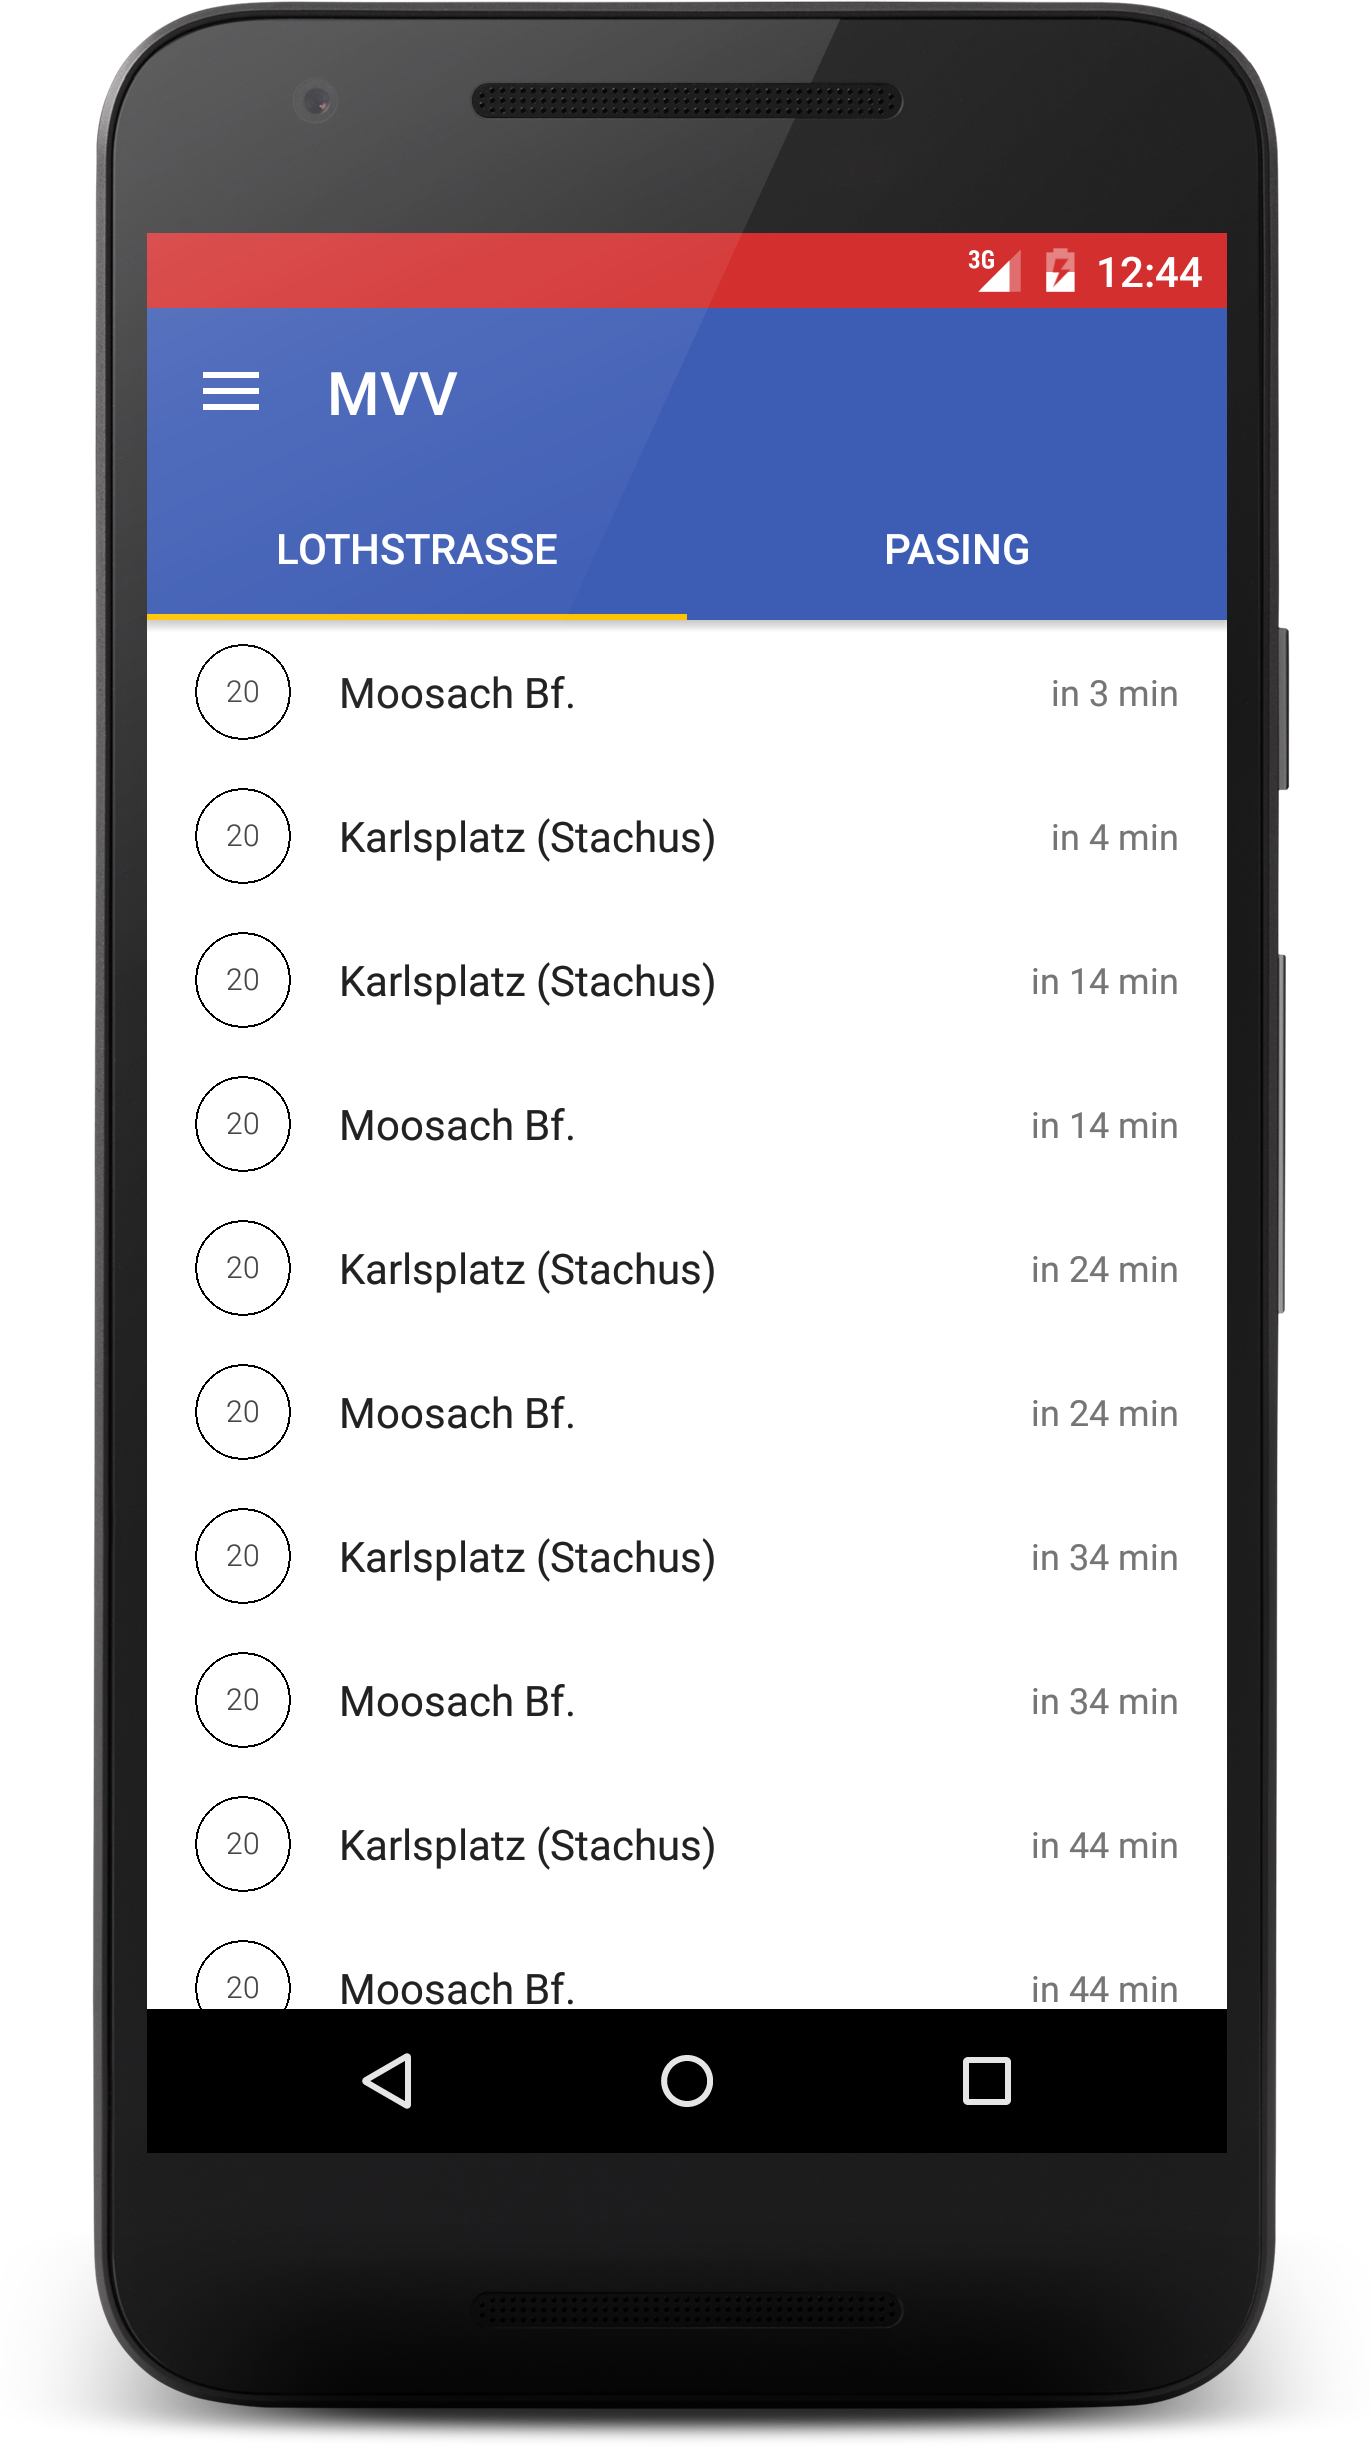 3G 12:44
MVV
LOTHSTRASSE PASING
20 Moosach Bf. in 3 min
20 Karlsplatz (Stachus) in 4 min
20 Karlsplatz (Stachus) in 14 min
20 Moosach Bf. in 14 min
20 Karlsplatz (Stachus) in 24 min
20 Moosach Bf. in 24 min
20 Karlsplatz (Stachus) in 34 min
20 Moosach Bf. in 34 min
20 Karlsplatz (Stachus) in 44 min
20 Moosach Bf. in 44 min